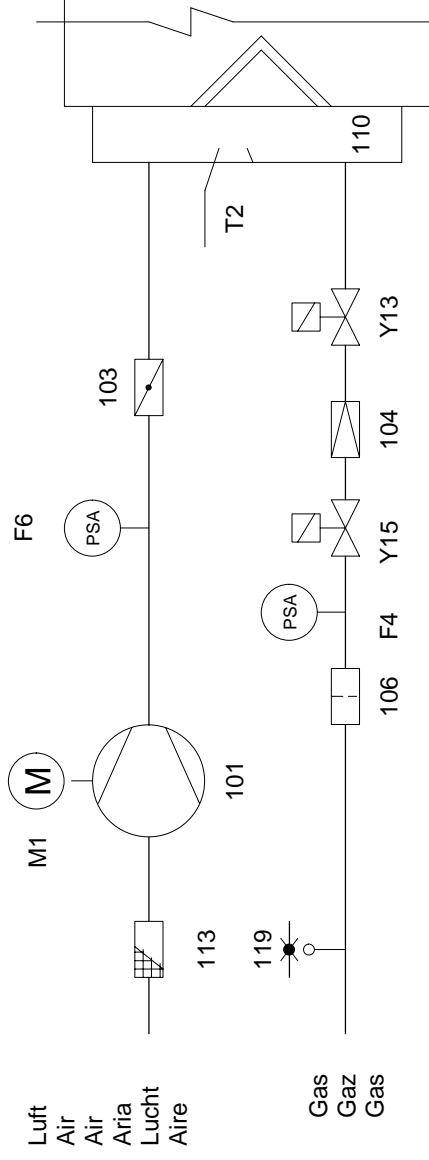 Luft
Air
Air
Aria
Lucht
Aire
113
M1
M
101
F6
PSA
103
T2
110
Gas
Gaz
Gas
119
106
PSA
F4
Y15
104
Y13